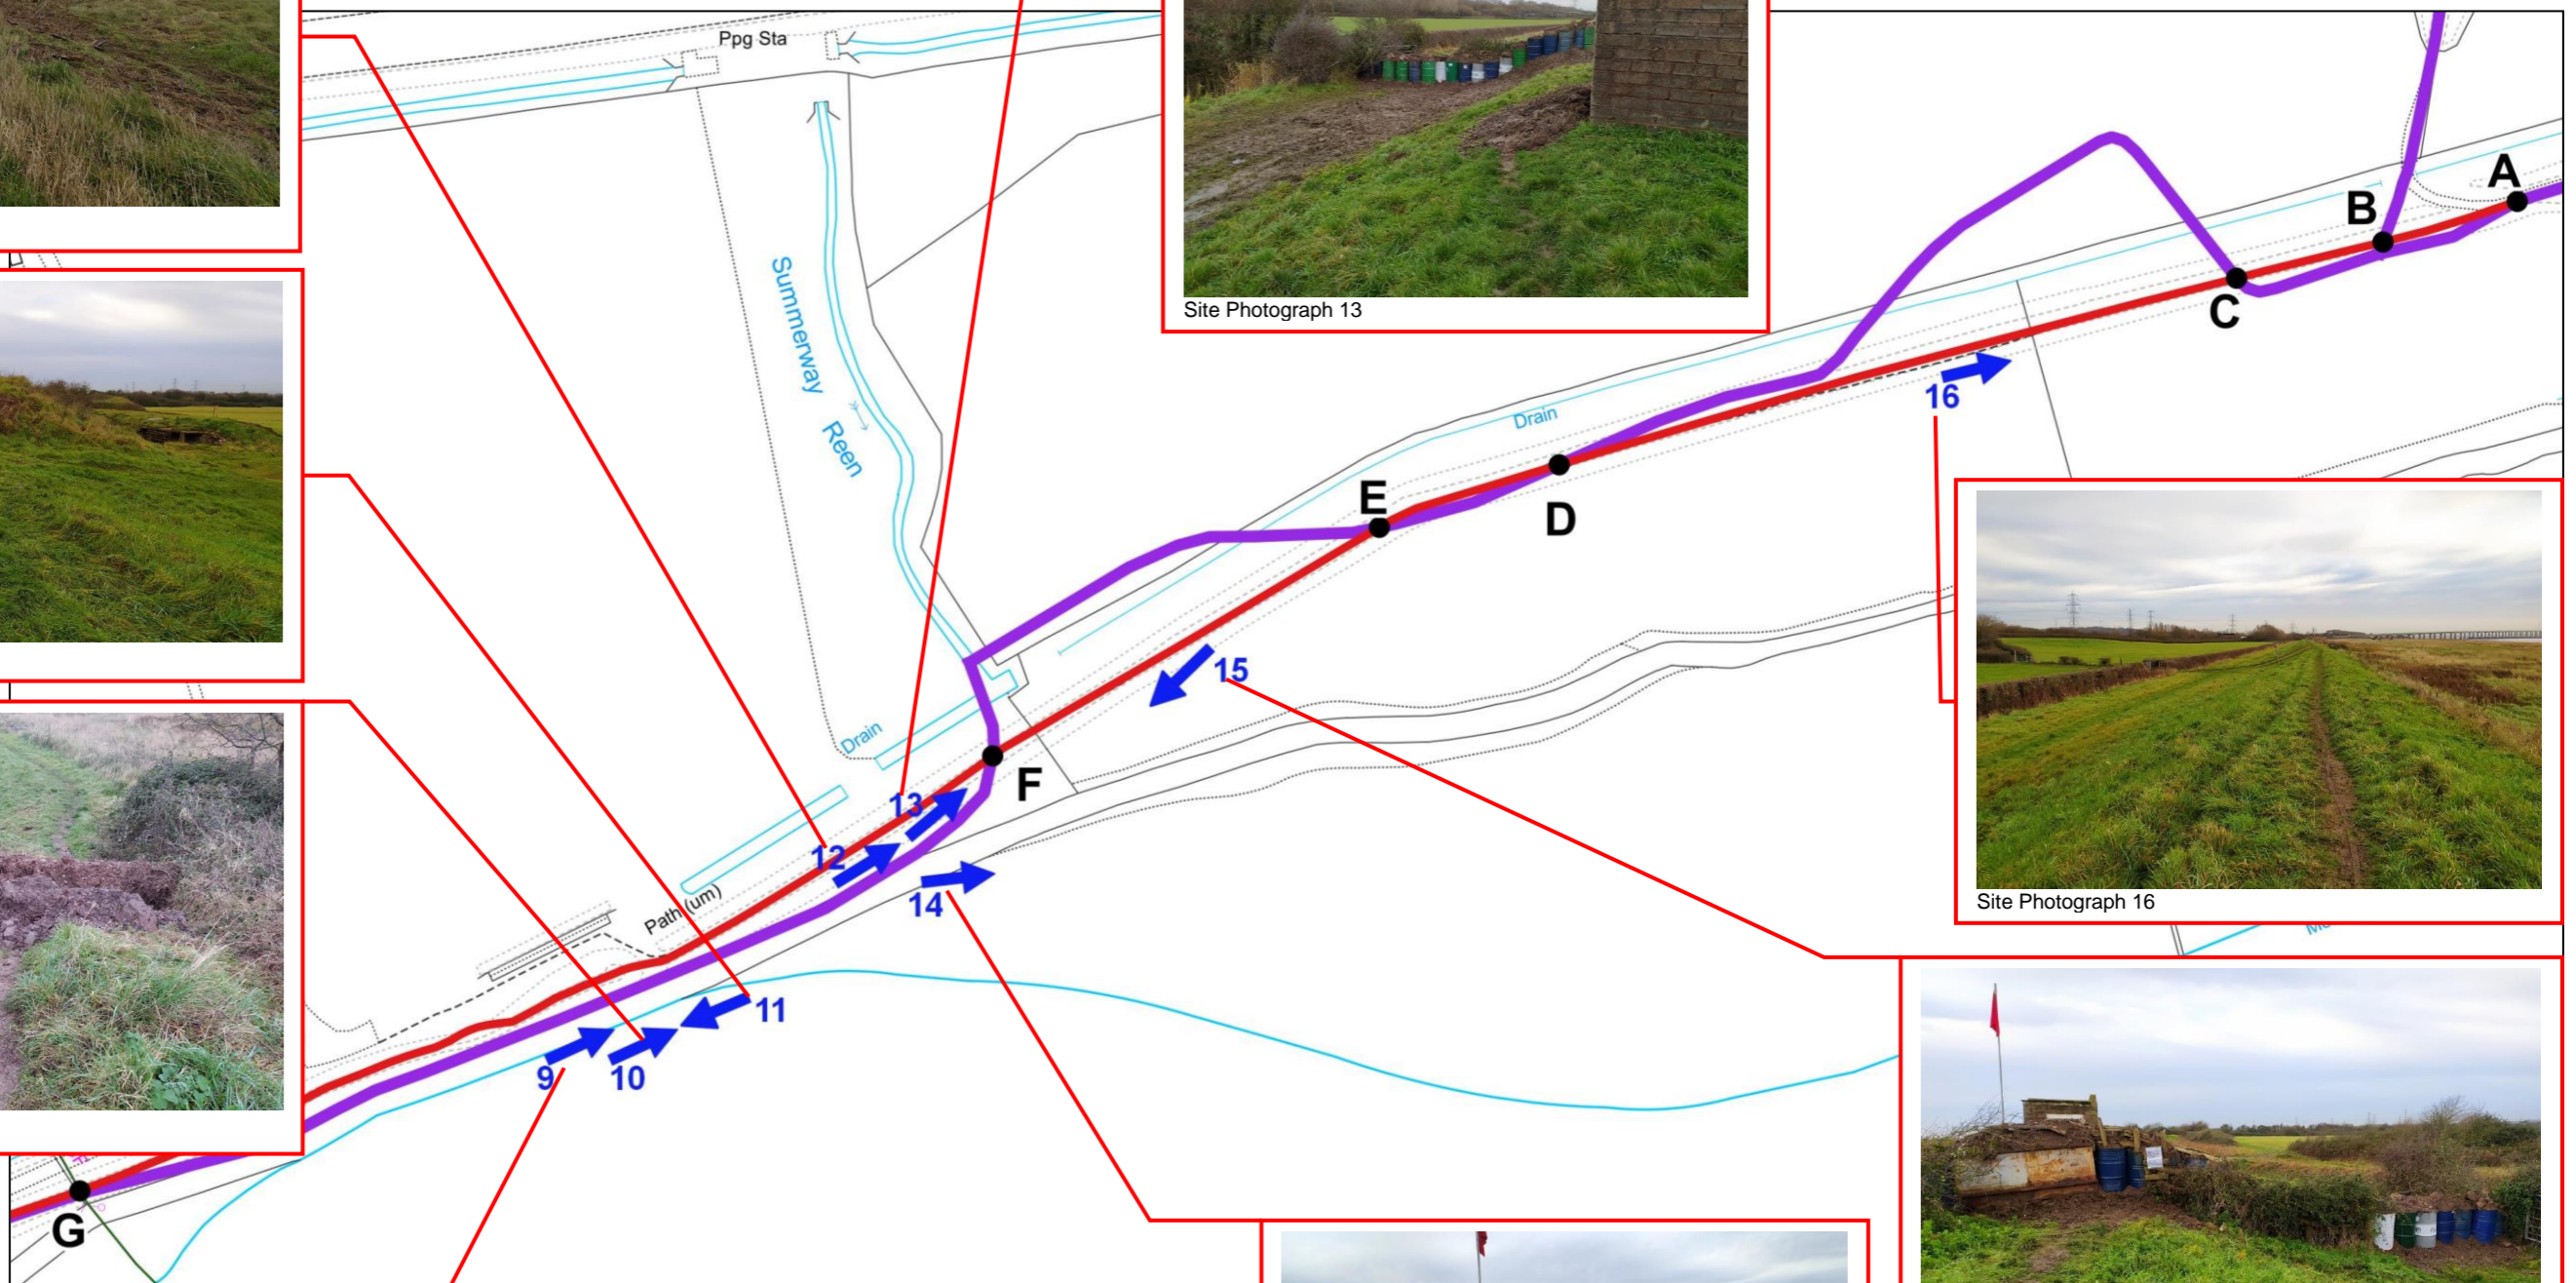 Ppg Sta
Site Photograph 13
A
B
C
Summerway
Reen
16
Drain
E
D
15
Drain
F
13
12
14
Path (um)
Site Photograph 16
11
9
10
G